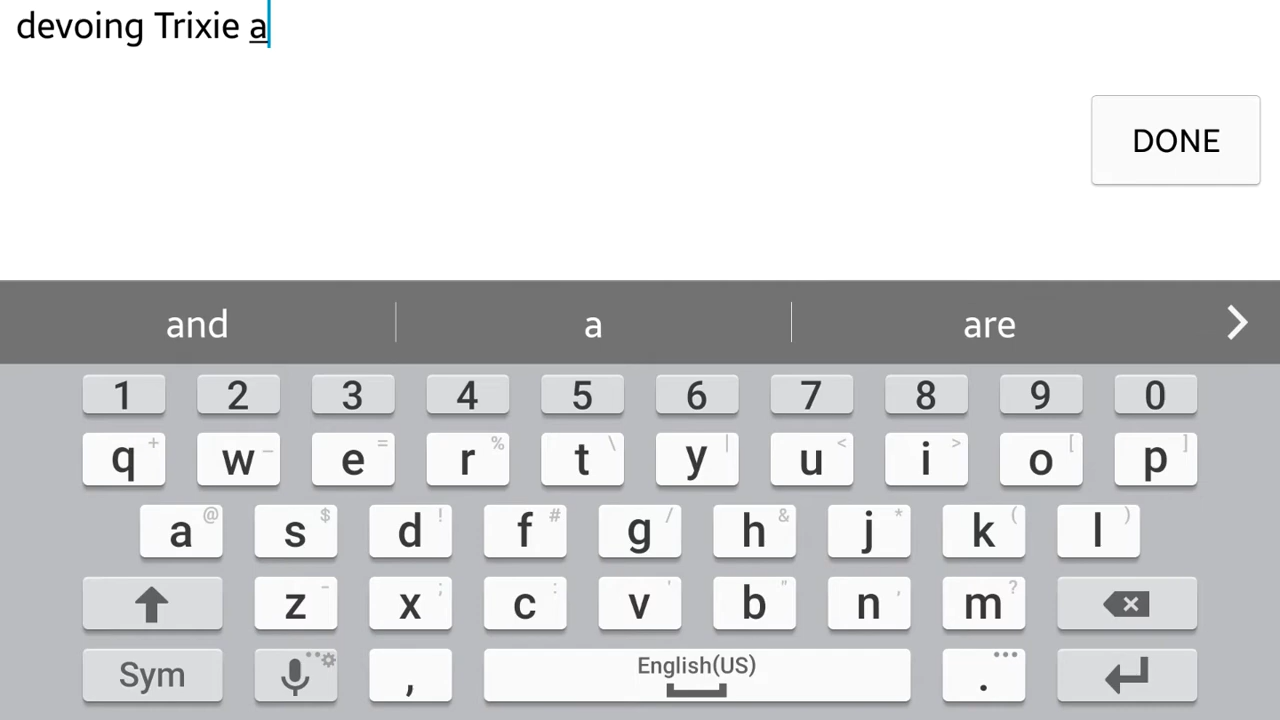 devoing Trixie a
DONE
and a are
1 2 3 4 5 6 7 8 9 0
q + w _ e = r % t \ y | u < i > o [ p ]
a @ s $ d ! f # g / h & j * k ( l )
z - x ; c : v ' b " n , m ?
Sym , English(US) .